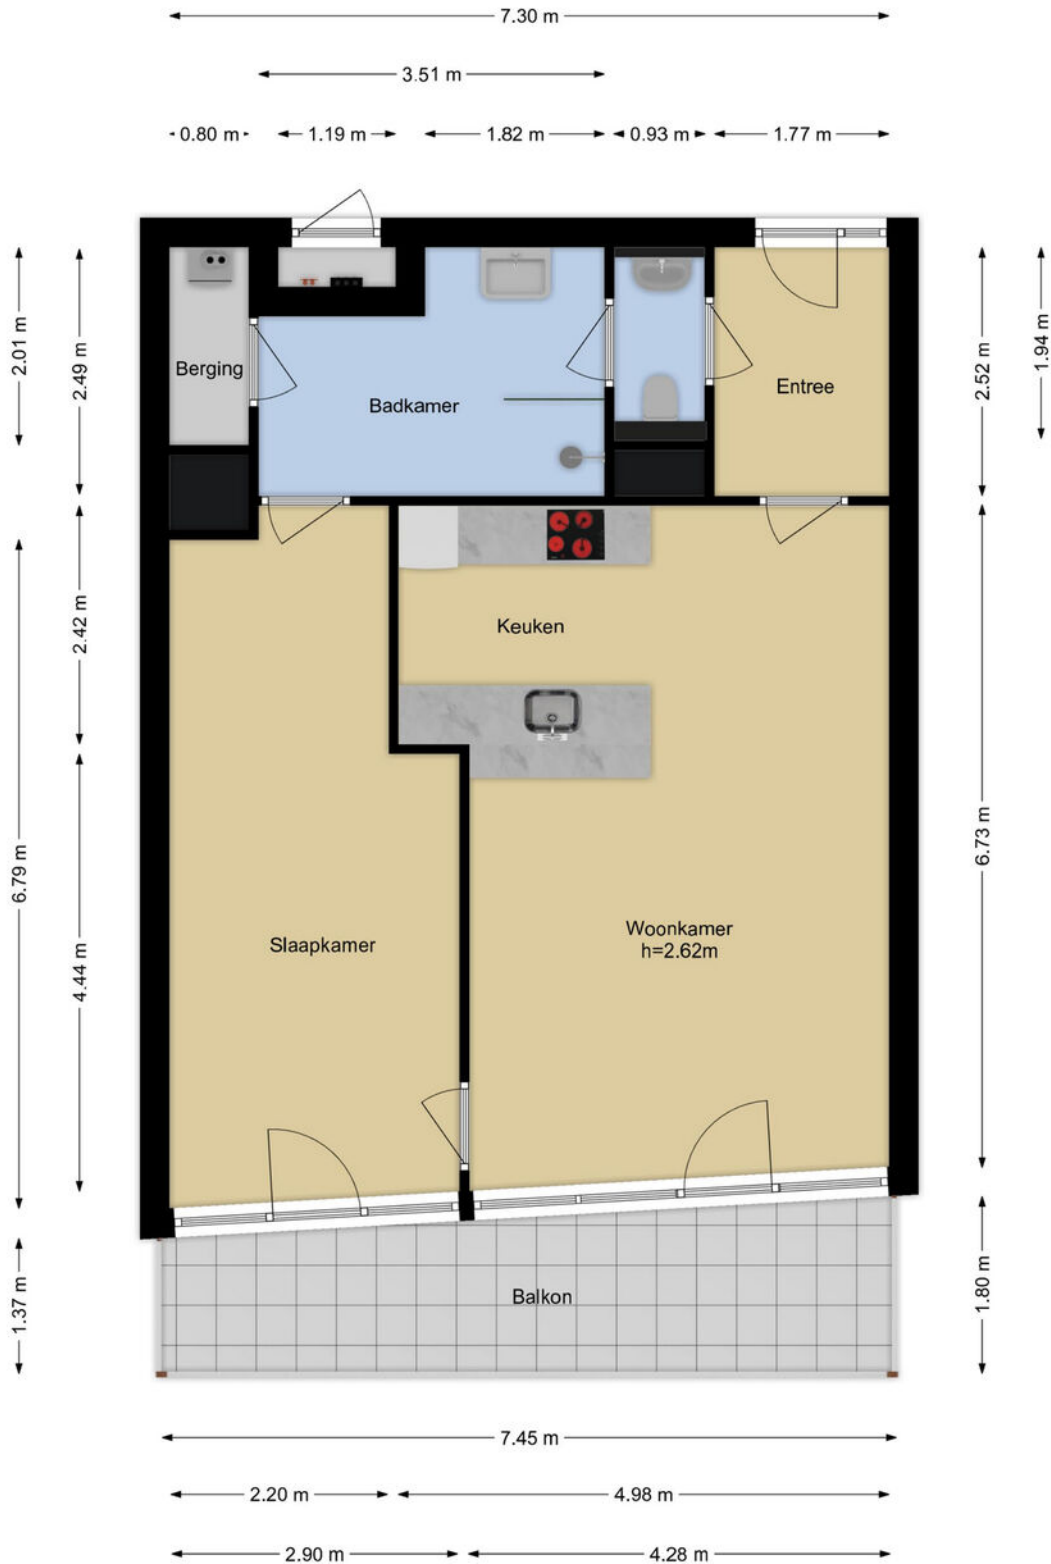 7.30 m
3.51 m
0.80 m
1.19 m
1.82 m
0.93 m
1.77 m
2.01 m
2.49 m
2.52 m
1.94 m
Berging
Badkamer
Entree
2.42 m
Keuken
6.79 m
6.73 m
4.44 m
Slaapkamer
Woonkamer
h=2.62m
1.37 m
Balkon
1.80 m
7.45 m
2.20 m
4.98 m
2.90 m
4.28 m